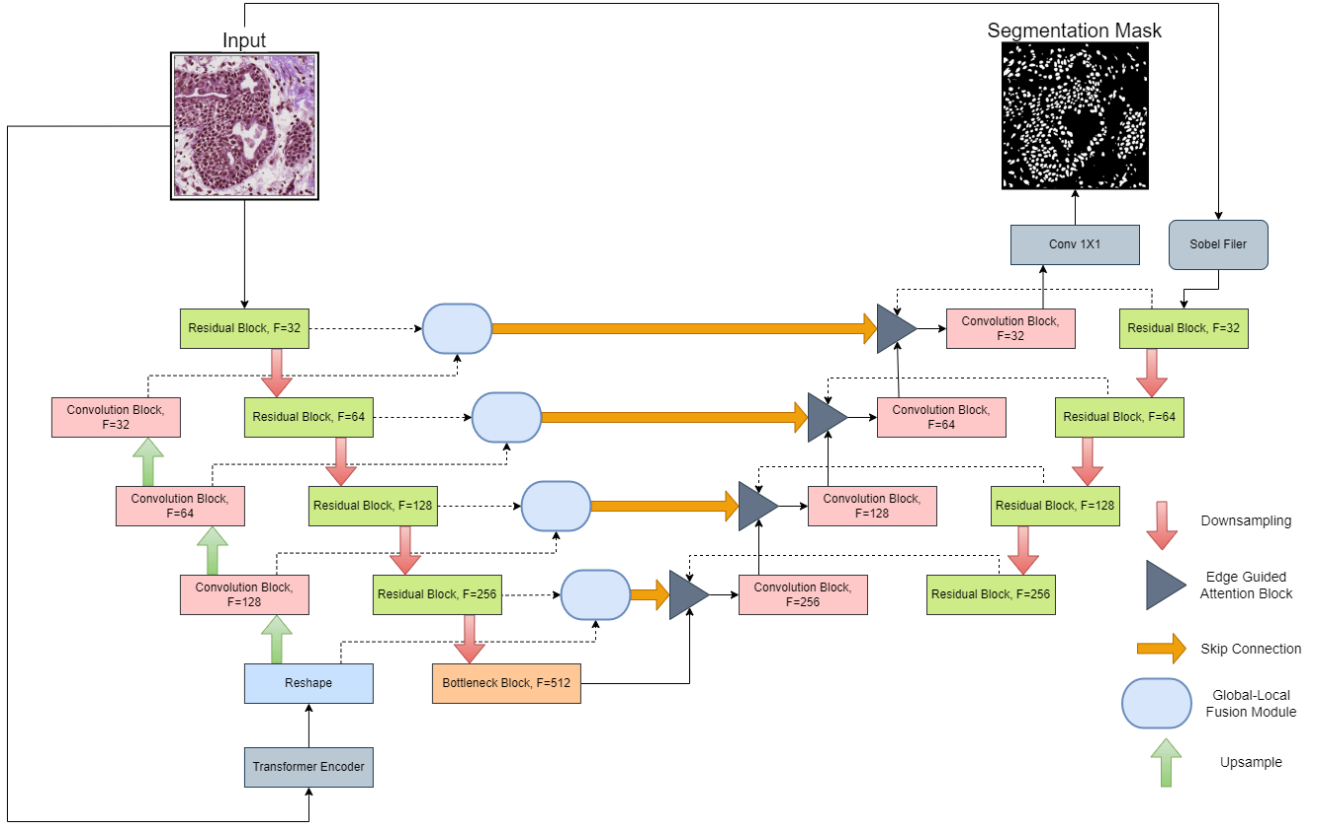 Input
Segmentation Mask
Conv 1X1
Sobel Filer
Residual Block, F=32
Convolution Block,
F=32
Residual Block, F=32
Convolution Block,
F=32
Residual Block, F=64
Convolution Block,
F=64
Residual Block, F=64
Convolution Block,
F=64
Residual Block, F=128
Convolution Block,
F=128
Residual Block, F=128
Downsampling
Convolution Block,
F=128
Residual Block, F=256
Convolution Block,
F=256
Residual Block, F=256
Edge Guided
Attention Block
Skip Connection
Reshape
Bottleneck Block, F=512
Global-Local
Fusion Module
Transformer Encoder
Upsample